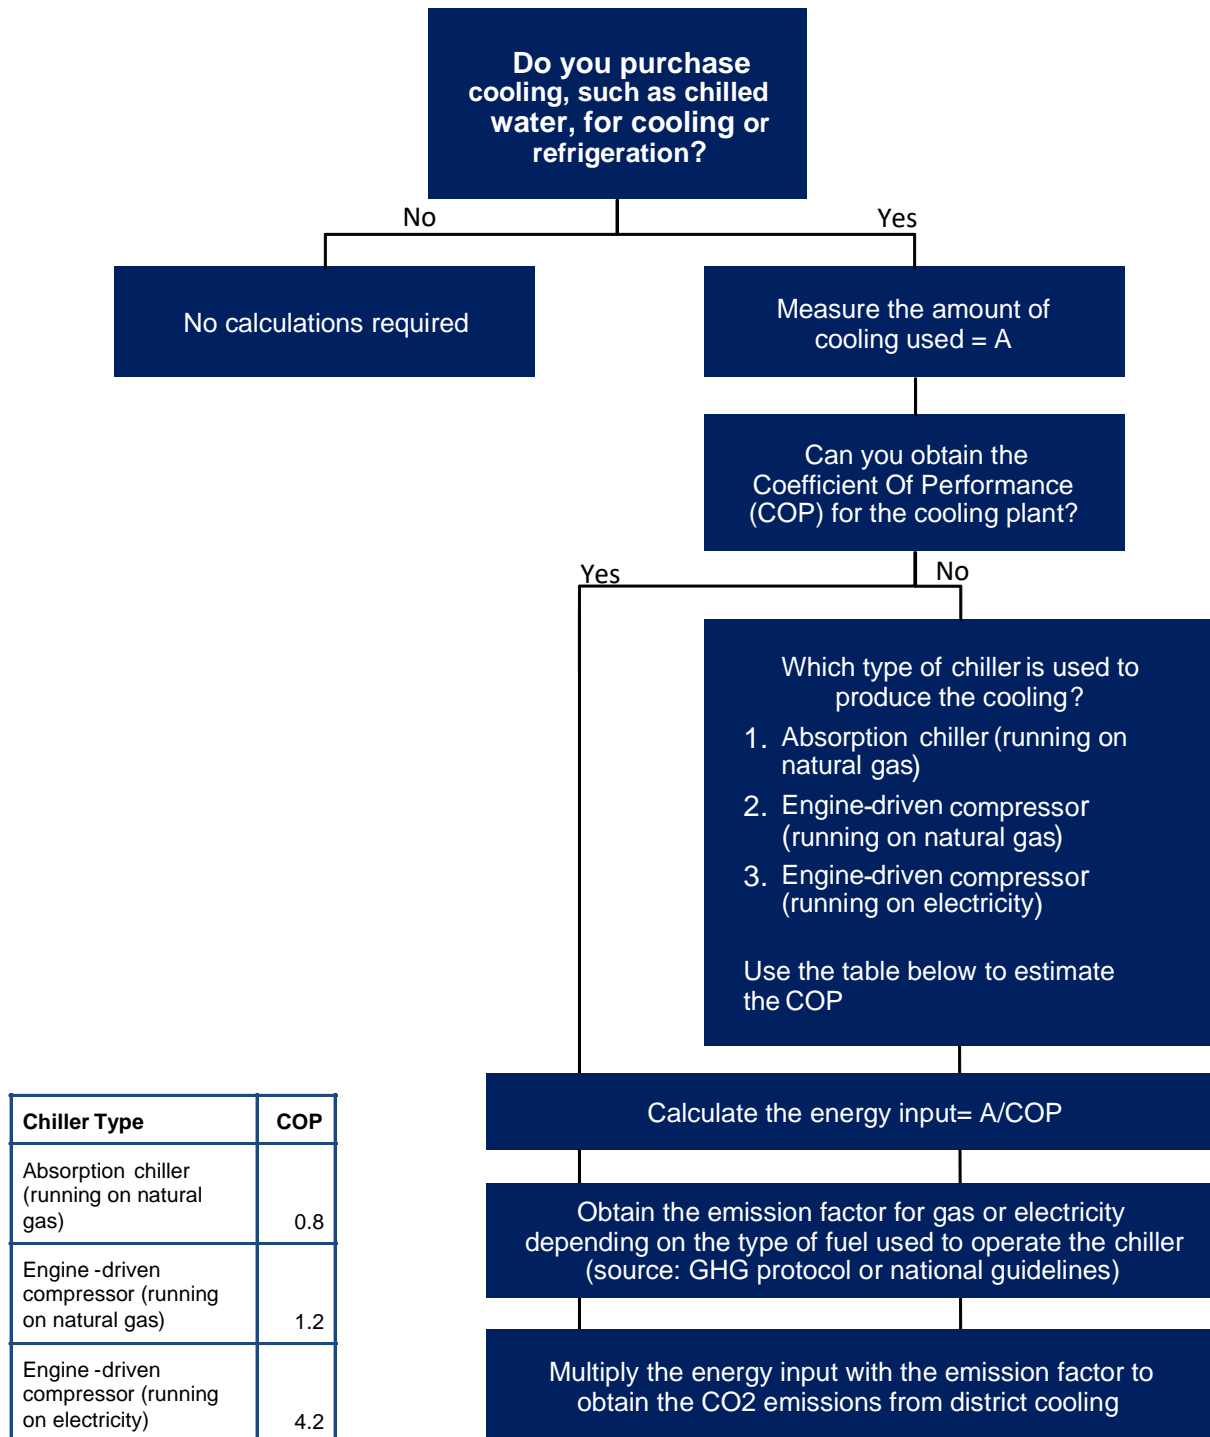 Do you purchase
cooling, such as chilled
water, for cooling or
refrigeration?
No
Yes
No calculations required
Measure the amount of
cooling used = A
Can you obtain the
Coefficient Of Performance
(COP) for the cooling plant?
Yes
No
Which type of chiller is used to
produce the cooling?
1. Absorption chiller (running on
natural gas)
2. Engine-driven compressor
(running on natural gas)
3. Engine-driven compressor
(running on electricity)
Use the table below to estimate
the COP
Calculate the energy input= A/COP
Obtain the emission factor for gas or electricity
depending on the type of fuel used to operate the chiller
(source: GHG protocol or national guidelines)
Multiply the energy input with the emission factor to
obtain the CO2 emissions from district cooling
Chiller Type COP
Absorption chiller
(running on natural
gas) 0.8
Engine -driven
compressor (running
on natural gas) 1.2
Engine -driven
compressor (running
on electricity) 4.2